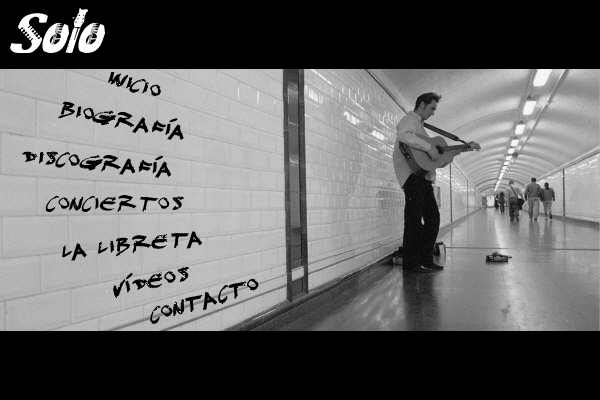 Solo
INICIO
BIOGRAFÍA
DISCOGRAFÍA
CONCIERTOS
LA LIBRETA
VÍDEOS
CONTACTO